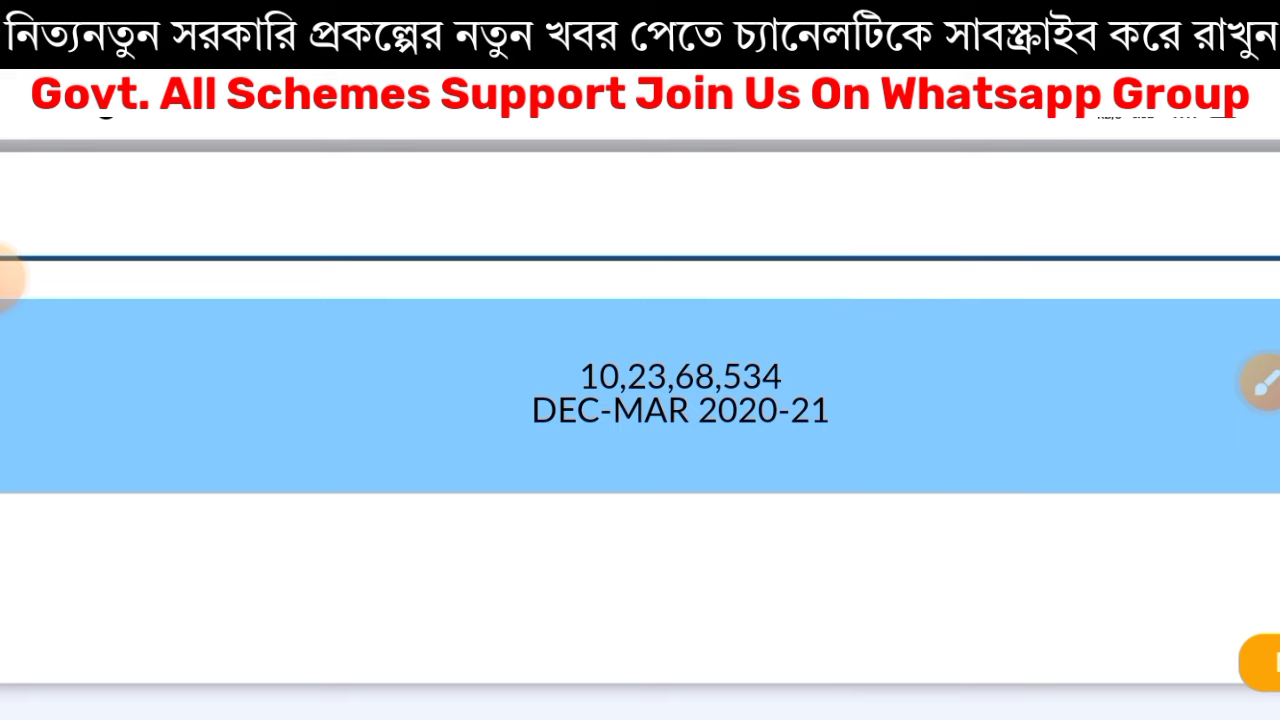 নিত্যনতুন সরকারি প্রকল্পের নতুন খবর পেতে চ্যানেলটিকে সাবস্ক্রাইব করে রাখুন
Govt. All Schemes Support Join Us On Whatsapp Group
10,23,68,534
DEC-MAR 2020-21